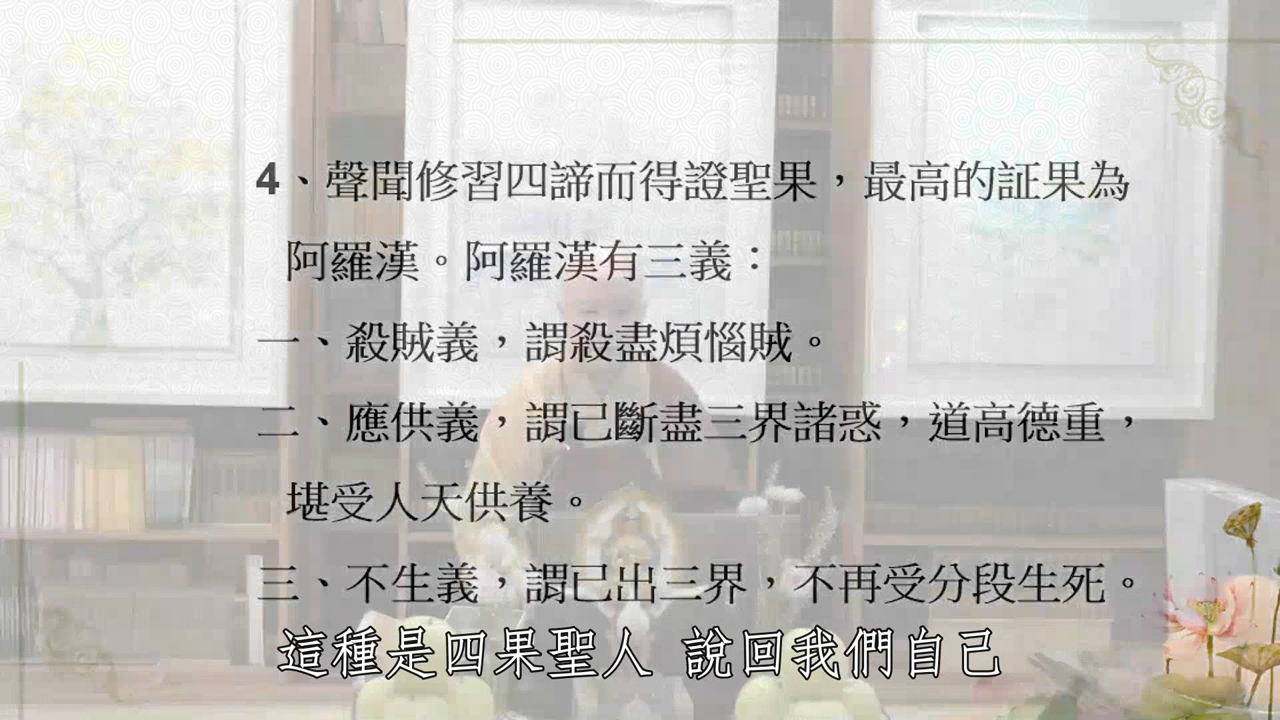 4、聲聞修習四諦而得證聖果，最高的証果為
阿羅漢。阿羅漢有三義：
一、殺賊義，謂殺盡煩惱賊。
二、應供義，謂已斷盡三界諸惑，道高德重，
堪受人天供養。
三、不生義，謂已出三界，不再受分段生死。
這種是四果聖人 說回我們自己